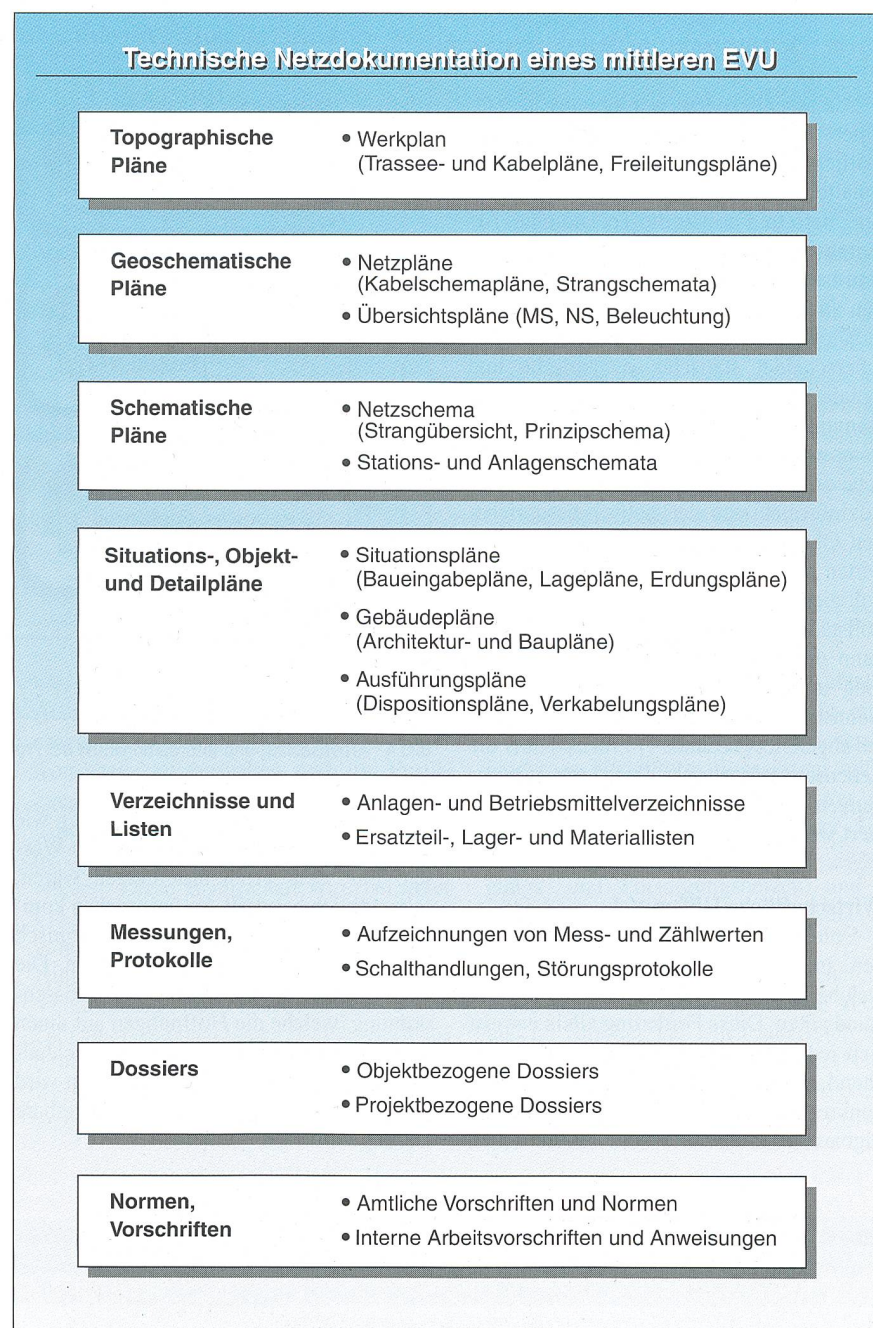 Technische Netzdokumentation eines mittleren EVU
Topographische
Pläne
• Werkplan
(Trassee- und Kabelpläne, Freileitungspläne)
Geoschematische
Pläne
• Netzpläne
(Kabelschemapläne, Strangschemata)
• Übersichtspläne (MS, NS, Beleuchtung)
Schematische
Pläne
• Netzschema
(Strangübersicht, Prinzipschema)
• Stations- und Anlagenschemata
Situations-, Objekt-
und Detailpläne
• Situationspläne
(Baueingabepläne, Lagepläne, Erdungspläne)
• Gebäudepläne
(Architektur- und Baupläne)
• Ausführungspläne
(Dispositionspläne, Verkabelungspläne)
Verzeichnisse und
Listen
• Anlagen- und Betriebsmittelverzeichnisse
• Ersatzteil-, Lager- und Materiallisten
Messungen,
Protokolle
• Aufzeichnungen von Mess- und Zählwerten
• Schalthandlungen, Störungsprotokolle
Dossiers
• Objektbezogene Dossiers
• Projektbezogene Dossiers
Normen,
Vorschriften
• Amtliche Vorschriften und Normen
• Interne Arbeitsvorschriften und Anweisungen